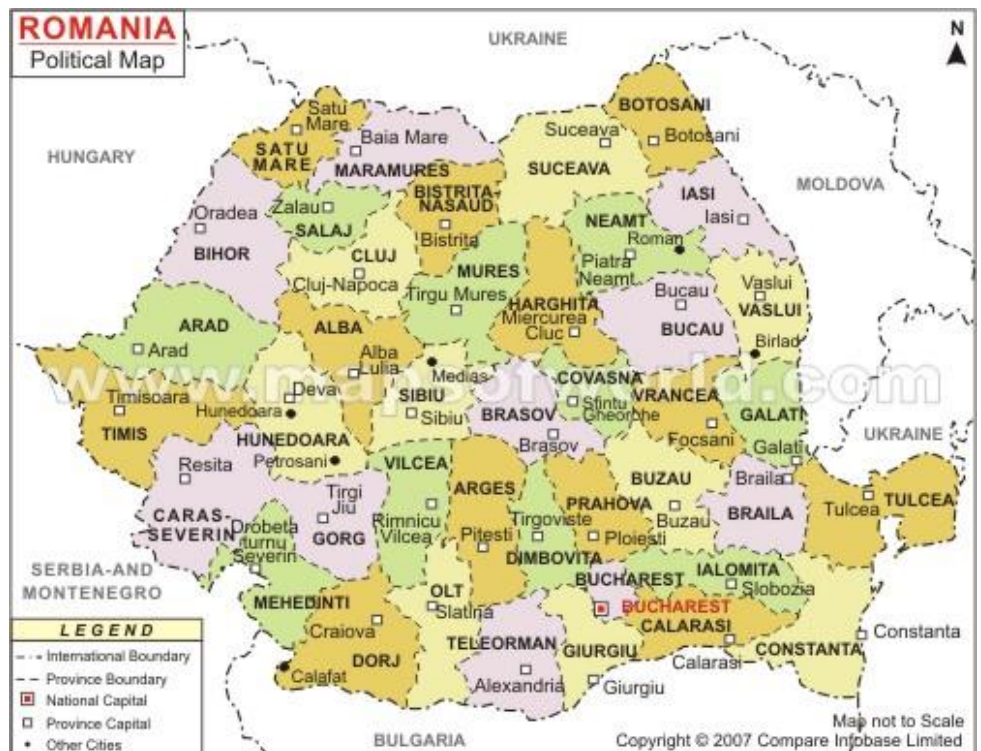 ROMANIA
Political Map
UKRAINE
N
HUNGARY
MOLDOVA
Satu
Mare
SATU
MARE
Baia Mare
MARAMURES
Suceava
SUCEAVA
BOTOSANI
Botosani
Oradea
BIHOR
Zalau
SALAJ
BISTRITA-
NASAUD
Bistrita
CLUJ
Cluj-Napoca
MURES
Tirgu Mures
NEAMT
Roman
Piatra
Neamt
IASI
Iasi
HARGHITA
Miercurea
Cluc
Bucau
BUCAU
Vaslui
VASLUI
Birlad
ARAD
Arad
ALBA
Alba
Lulia
Medias
www.mapsofworld.com
Timisoara
TIMIS
Deva
Hunedoara
HUNEDOARA
Petrosani
SIBIU
Sibiu
BRASOV
Brasov
COVASNA
Sfintu
Gheorche
VRANCEA
Focsani
GALATI
Galati
UKRAINE
Resita
CARAS-
SEVERIN
Tirgi
Jiu
GORG
VILCEA
Rimnicu
Vilcea
ARGES
Pitesti
Tirgoviste
DIMBOVITA
PRAHOVA
Ploiesti
BUZAU
Buzau
Braila
BRAILA
Tulcea
TULCEA
Drobeta
turnu
Severin
SERBIA-AND
MONTENEGRO
MEHEDINTI
Craiova
DORJ
Calafat
OLT
Slatina
TELEORMAN
Alexandria
BUCHAREST
BUCHAREST
GIURGIU
Giurgiu
IALOMITA
Slobozia
CALARASI
Calarasi
CONSTANTA
Constanta
BULGARIA
LEGEND
International Boundary
Province Boundary
National Capital
Province Capital
Other Cities
Map not to Scale
Copyright © 2007 Compare Infobase Limited